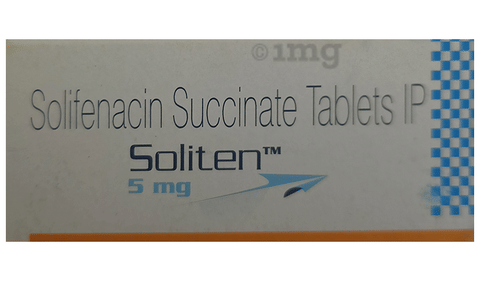 ©1mg
Solifenacin Succinate Tablets IP
Soliten™
5 mg